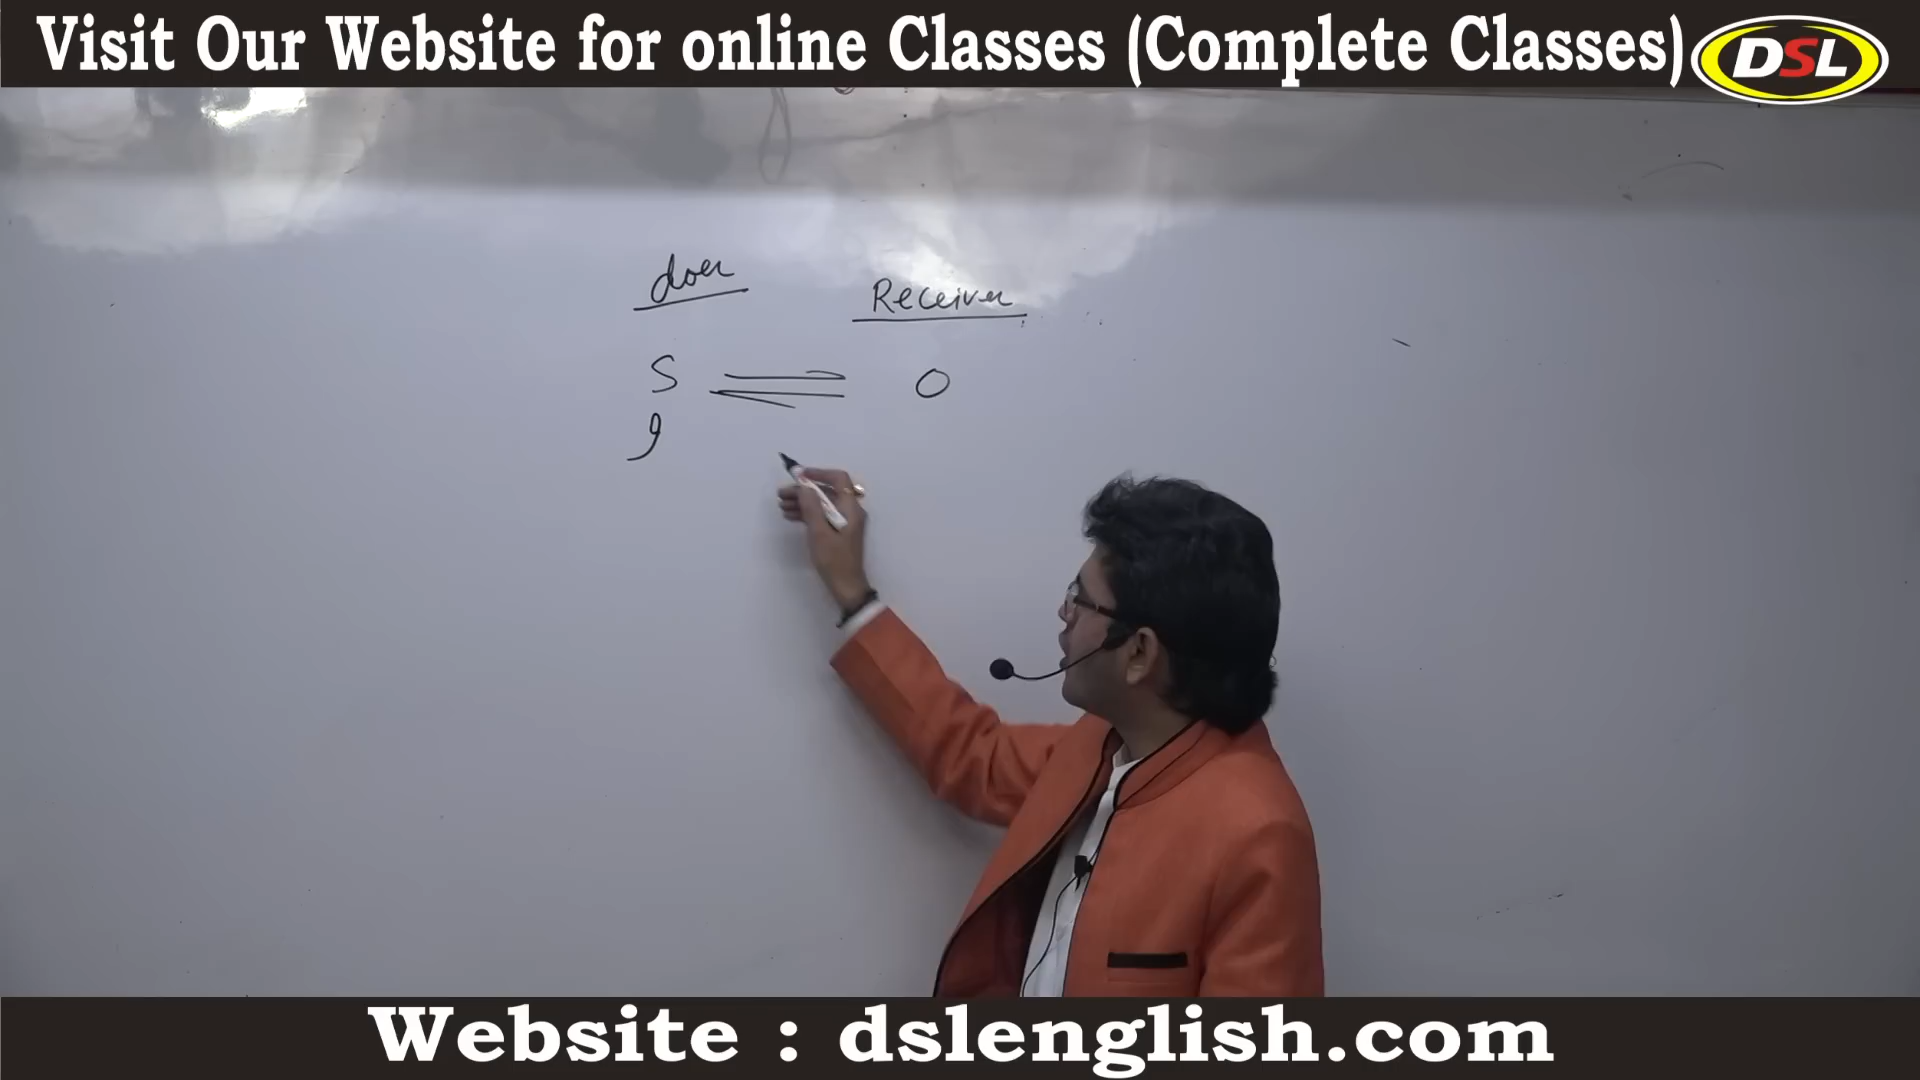 Visit Our Website for online Classes (Complete Classes)
DSL
doer
Receiver
S ⇌ O
I
Website : dslenglish.com